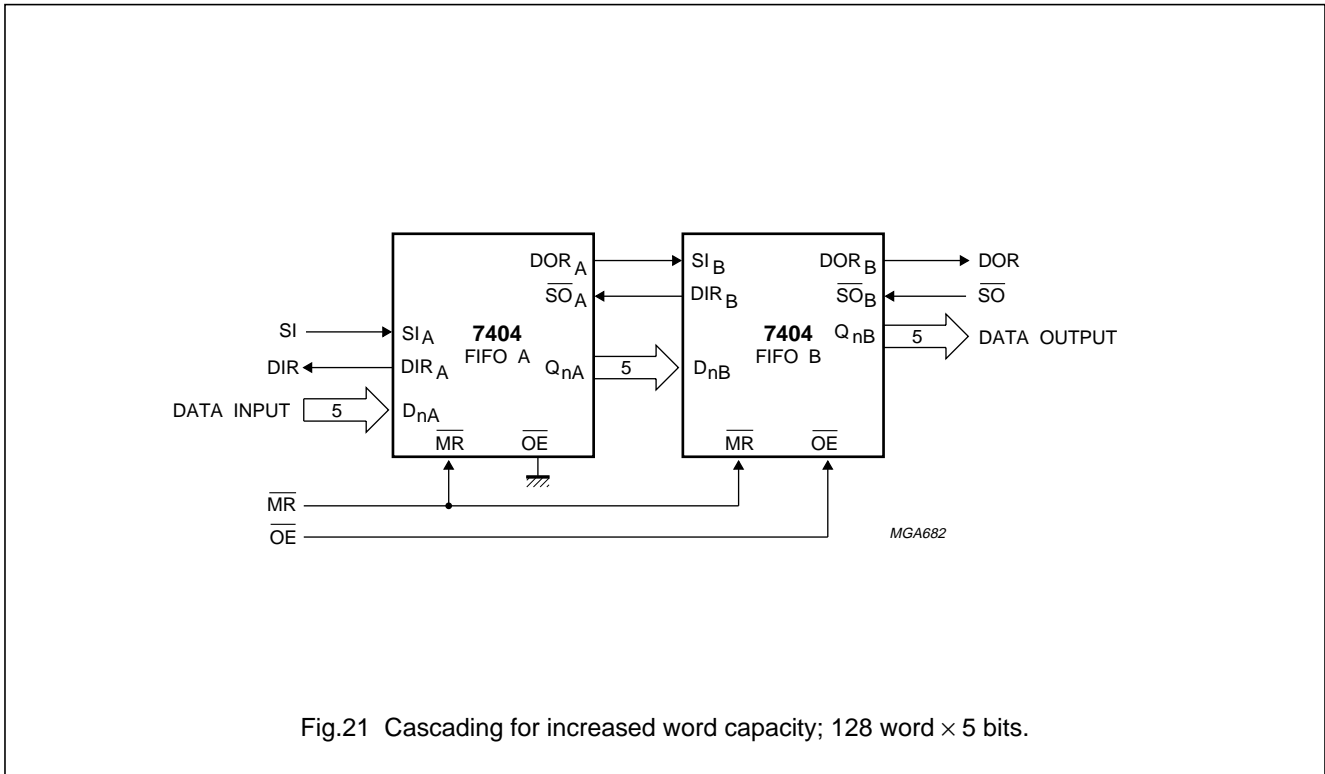 DOR A
SI B
DOR B
DOR
SO A
DIR B
SO B
SO
SI
SI A
7404
7404
Q nB
5
DATA OUTPUT
DIR
DIR A
FIFO A
Q nA
5
D nB
FIFO B
DATA INPUT
5
D nA
MR
OE
MR
OE
MR
OE
MGA682
Fig.21 Cascading for increased word capacity; 128 word × 5 bits.